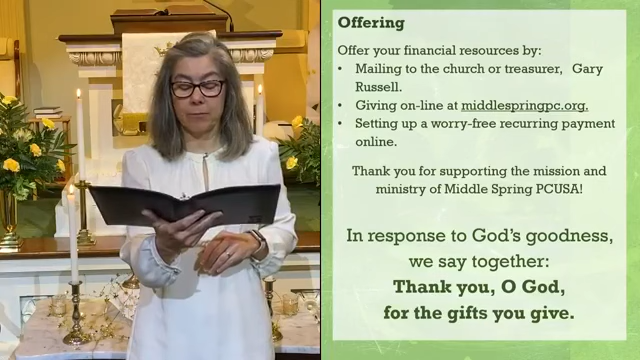 Offering
Offer your financial resources by:
• Mailing to the church or treasurer, Gary
Russell.
• Giving on-line at middlespringpc.org.
• Setting up a worry-free recurring payment
online.
Thank you for supporting the mission and
ministry of Middle Spring PCUSA!
In response to God's goodness,
we say together:
Thank you, O God,
for the gifts you give.